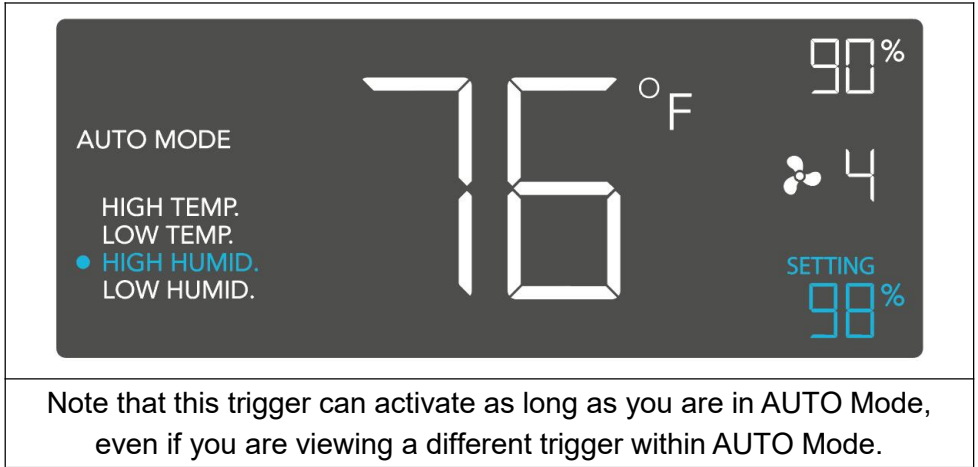 90%
76 °F
AUTO MODE
4
HIGH TEMP.
LOW TEMP.
HIGH HUMID.
LOW HUMID.
SETTING
98%
Note that this trigger can activate as long as you are in AUTO Mode,
even if you are viewing a different trigger within AUTO Mode.